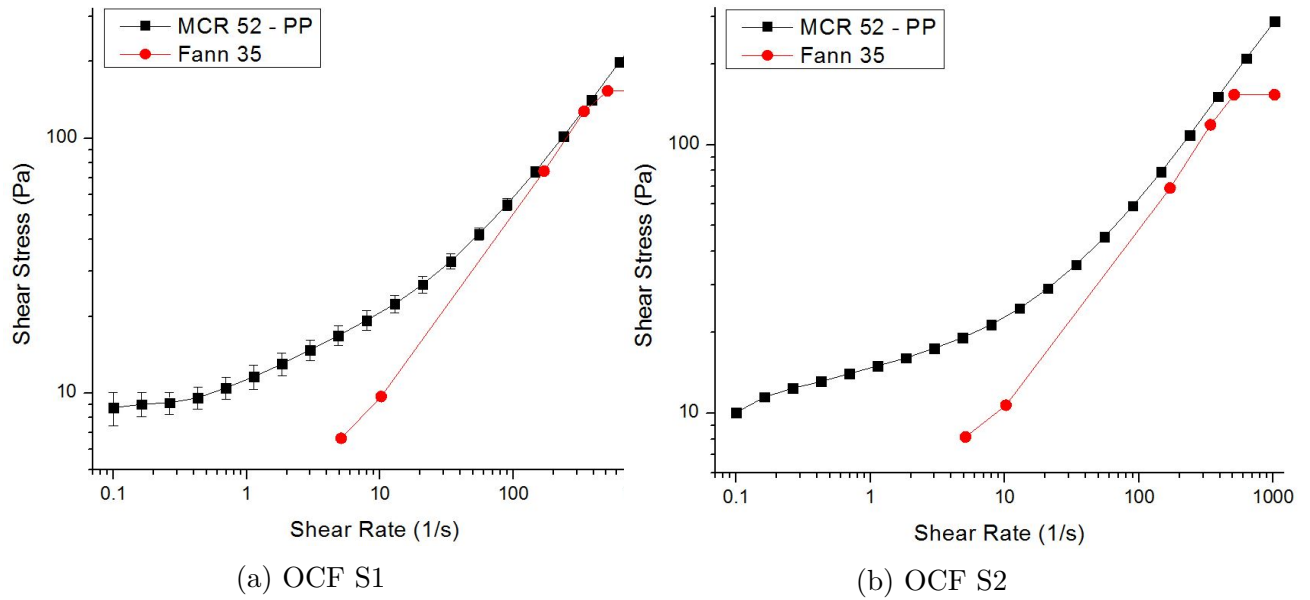 MCR 52 - PP
Fann 35
Shear Stress (Pa)
100
10
0.1 1 10 100
Shear Rate (1/s)
(a) OCF S1
MCR 52 - PP
Fann 35
Shear Stress (Pa)
100
10
0.1 1 10 100 1000
Shear Rate (1/s)
(b) OCF S2